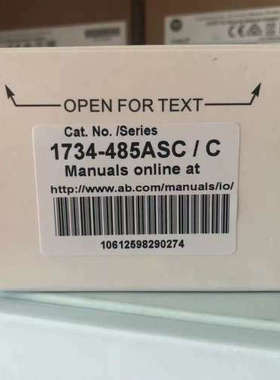 OPEN FOR TEXT
Cat. No. /Series
1734-485ASC / C
Manuals online at
http://www.ab.com/manuals/io/
10612598290274